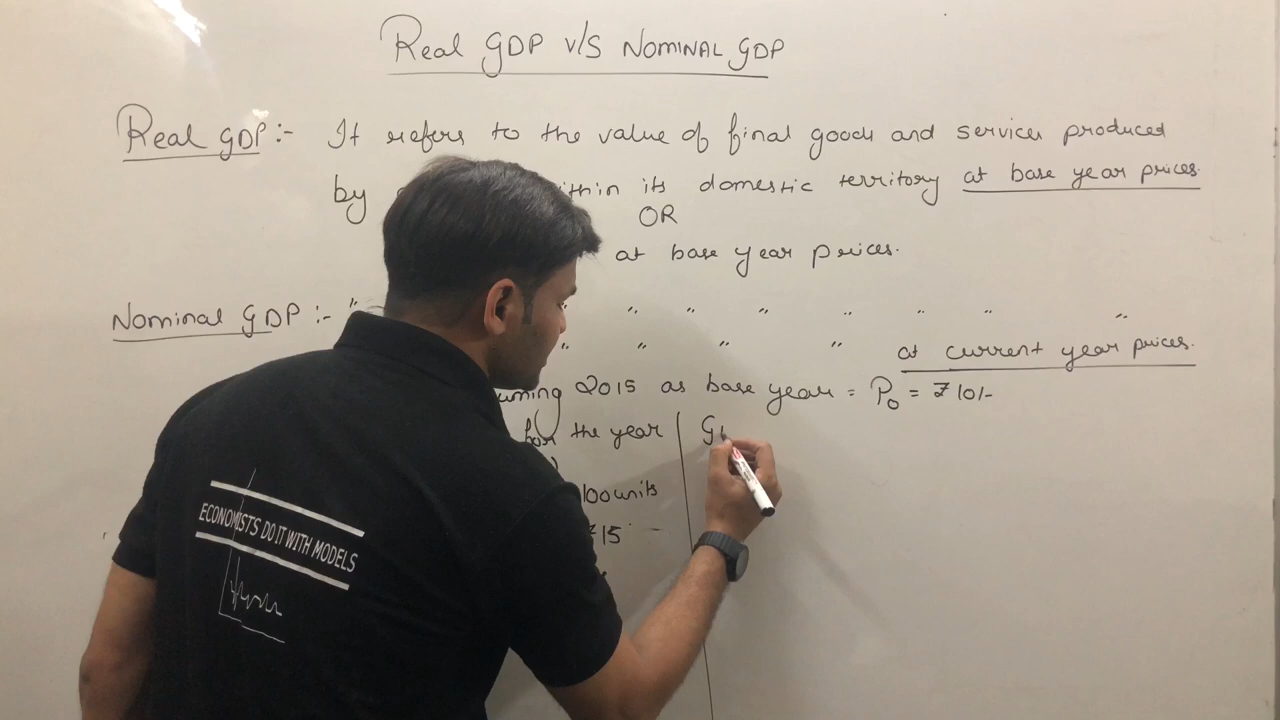 Real GDP v/s NOMINAL GDP
Real GDP :- It refers to the value of final goods and services produced
by its domestic territory at base year prices.
OR
at base year prices.
Nominal GDP :- " " " " " " " "
" " " " at current year prices.
2015 as base year = P₀ = ₹10/-
for the year
100 units
₹15
ECONOMISTS DO IT WITH MODELS